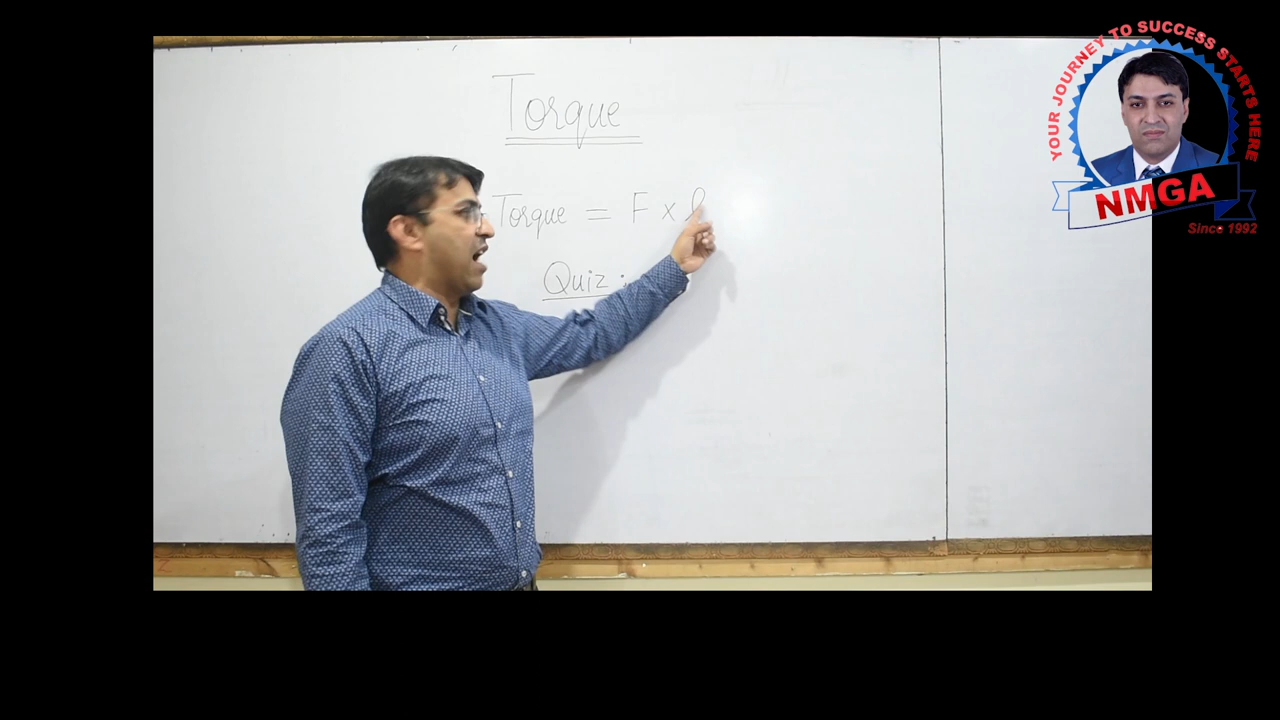 Torque
Torque = F x l
Quiz :
YOUR JOURNEY TO SUCCESS STARTS HERE
NMGA
Since 1992